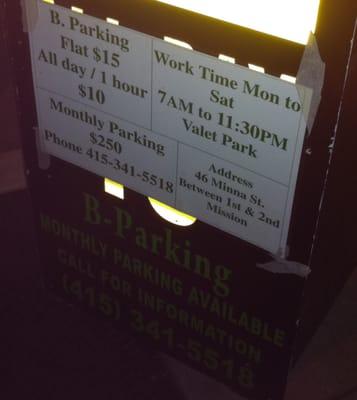 B. Parking
Flat $15
All day / 1 hour
$10
Work Time Mon to
Sat
7AM to 11:30PM
Valet Park
Monthly Parking
$250
Phone 415-341-5518
Address
46 Minna St.
Between 1st & 2nd
Mission
B-Parking
MONTHLY PARKING AVAILABLE
CALL FOR INFORMATION
(415) 341-5518